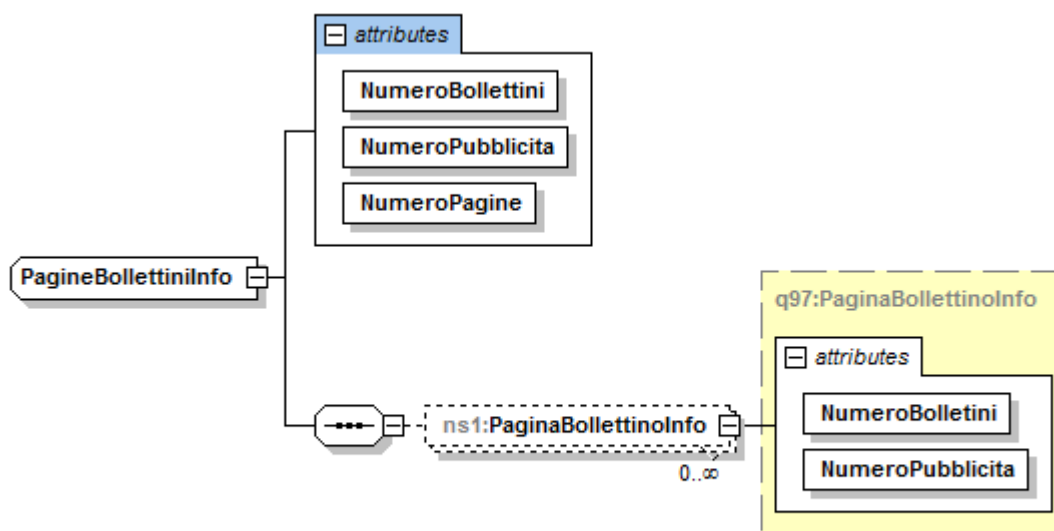 attributes
NumeroBollettini
NumeroPubblicita
NumeroPagine
PagineBollettiniInfo
q97:PaginaBollettinoInfo
attributes
ns1:PaginaBollettinoInfo
0..∞
NumeroBolletini
NumeroPubblicita